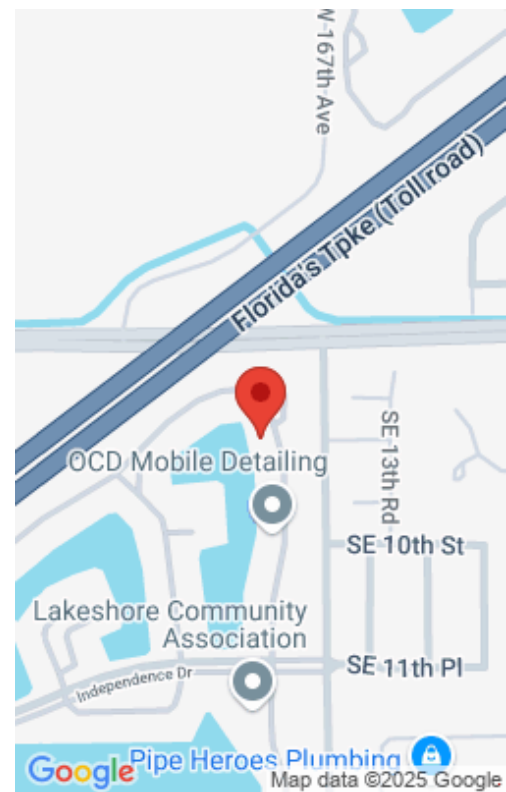 W 167th Ave
Florida's Tpke (Toll road)
OCD Mobile Detailing
SE 13th Rd
SE 10th St
Lakeshore Community
Association
SE 11th Pl
Independence Dr
Pipe Heroes Plumbing
Google
Map data ©2025 Google